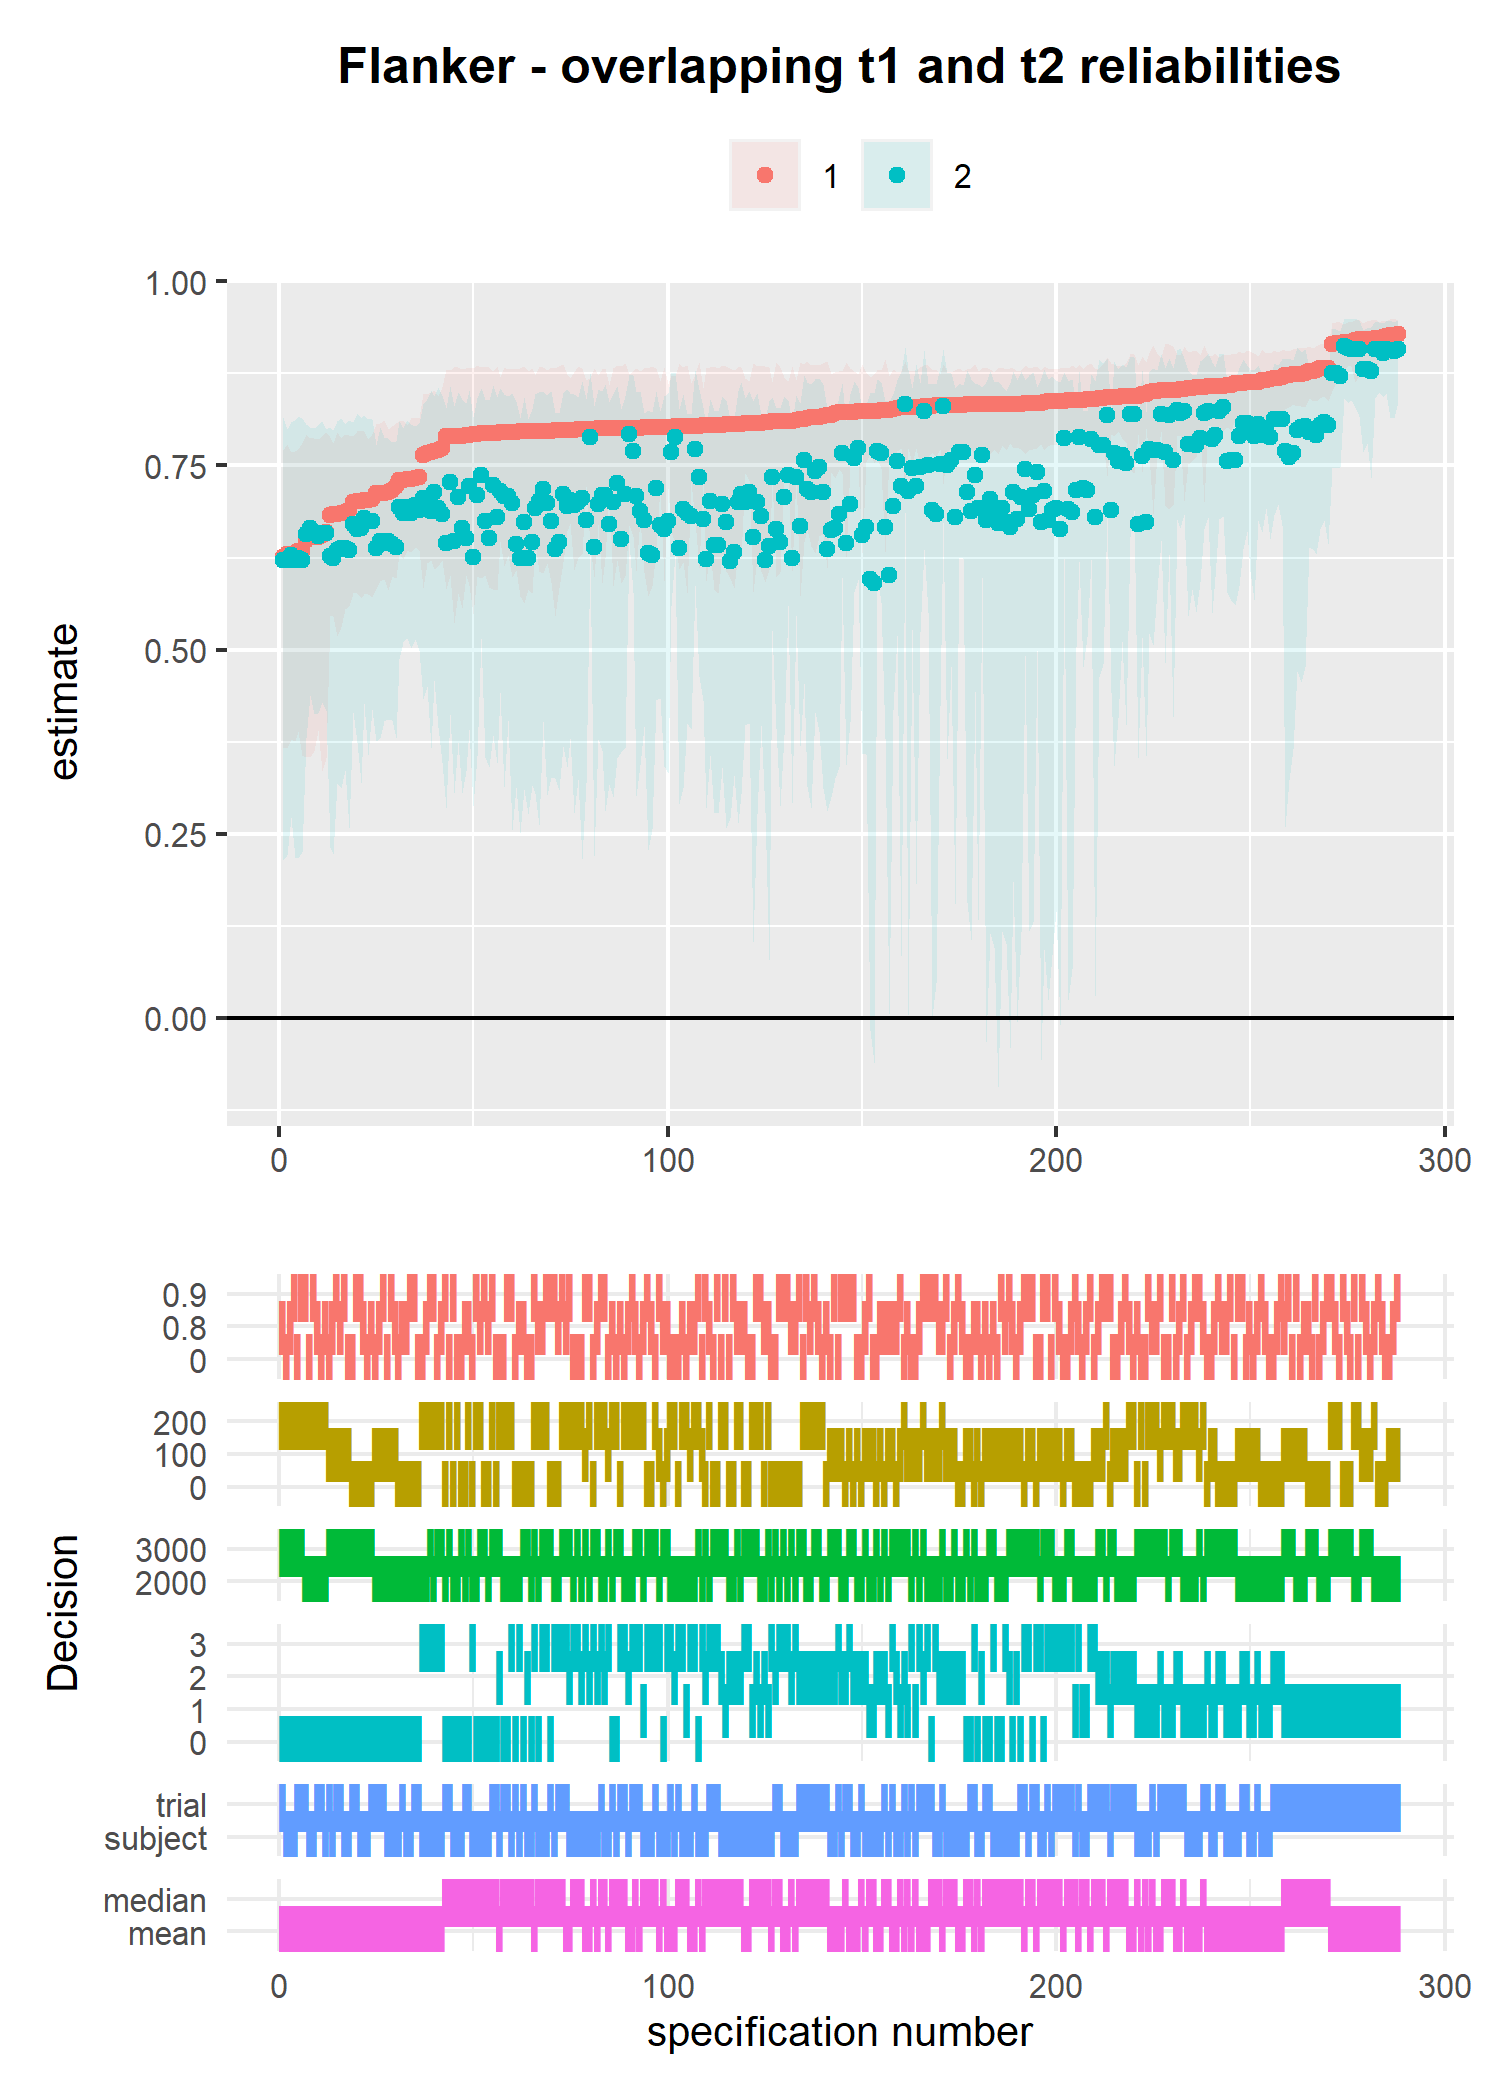 Flanker - overlapping t1 and t2 reliabilities
1 2
1.00
0.75
0.50
0.25
0.00
estimate
0 100 200 300
0.9
0.8
0
200
100
0
3000
2000
3
2
1
0
trial
subject
median
mean
Decision
0 100 200 300
specification number